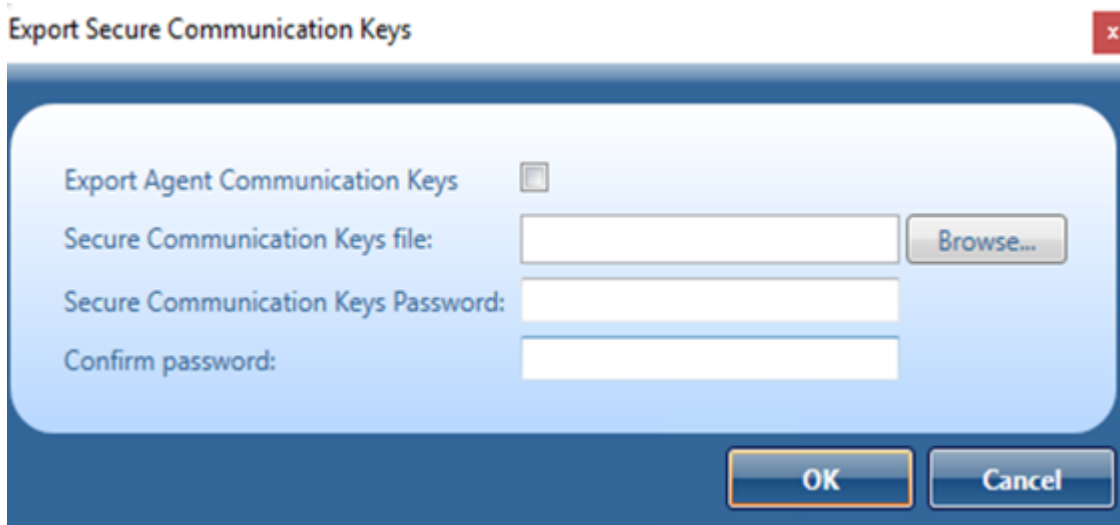 Export Secure Communication Keys
x
Export Agent Communication Keys
Secure Communication Keys file:
Browse...
Secure Communication Keys Password:
Confirm password:
OK
Cancel